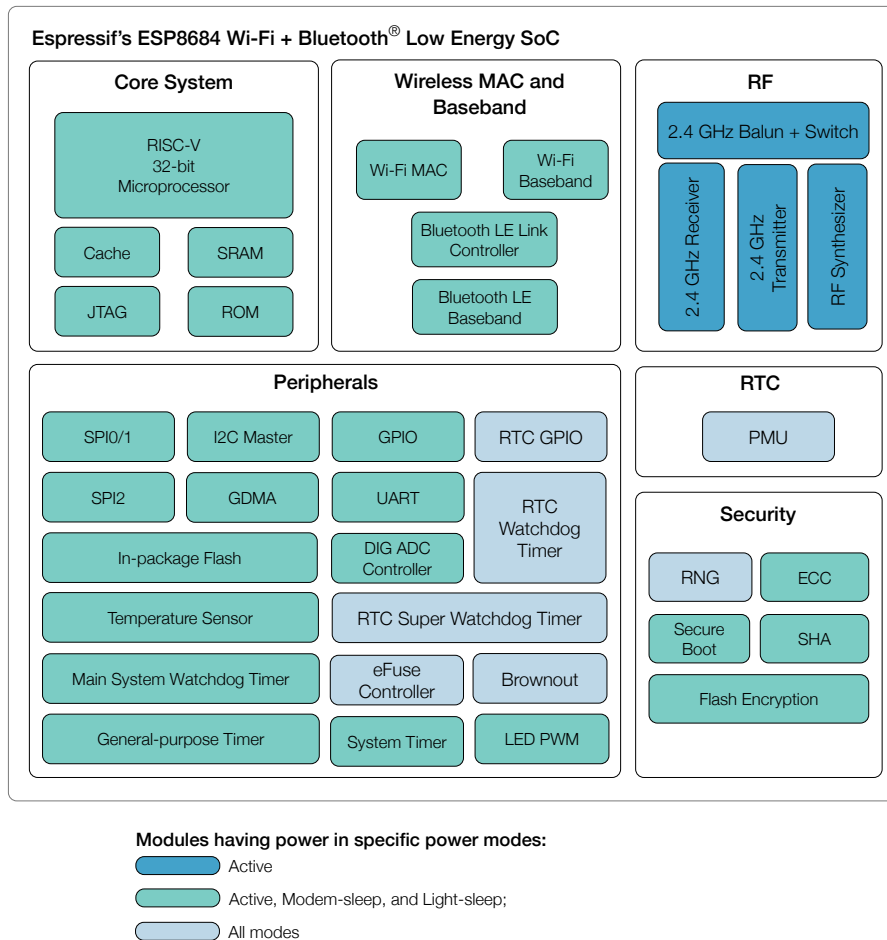 Espressif's ESP8684 Wi-Fi + Bluetooth® Low Energy SoC
Core System
RISC-V
32-bit
Microprocessor
Cache
SRAM
JTAG
ROM
Wireless MAC and
Baseband
Wi-Fi MAC
Wi-Fi
Baseband
Bluetooth LE Link
Controller
Bluetooth LE
Baseband
RF
2.4 GHz Balun + Switch
2.4 GHz Receiver
2.4 GHz
Transmitter
RF Synthesizer
Peripherals
SPI0/1
I2C Master
GPIO
RTC GPIO
SPI2
GDMA
UART
RTC
Watchdog
Timer
In-package Flash
DIG ADC
Controller
Temperature Sensor
RTC Super Watchdog Timer
Main System Watchdog Timer
eFuse
Controller
Brownout
General-purpose Timer
System Timer
LED PWM
RTC
PMU
Security
RNG
ECC
Secure
Boot
SHA
Flash Encryption
Modules having power in specific power modes:
Active
Active, Modem-sleep, and Light-sleep;
All modes